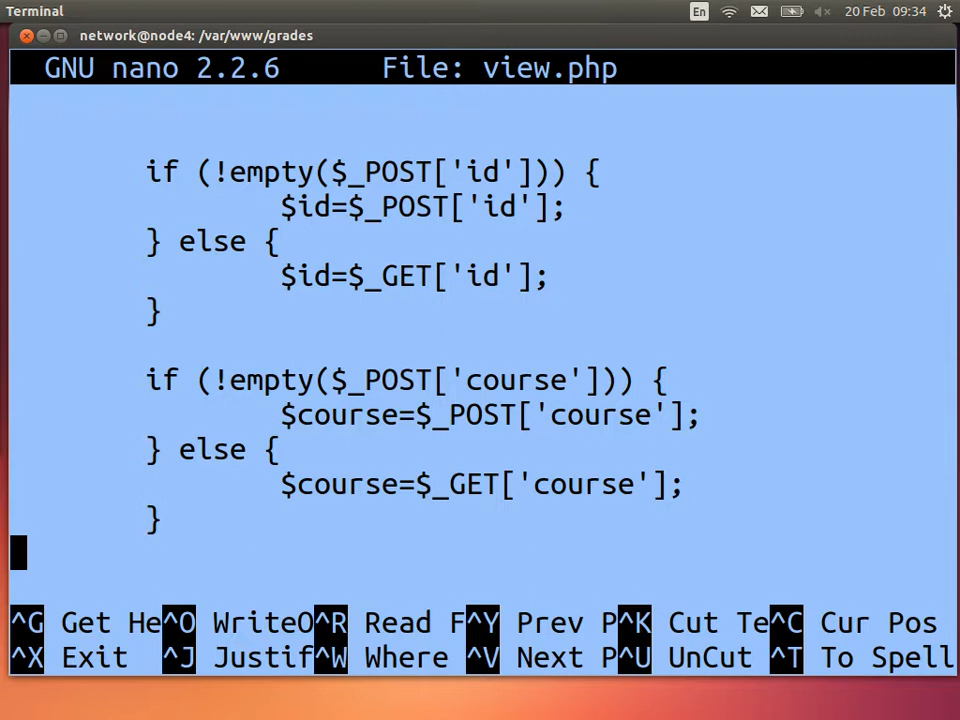 Terminal
En
20 Feb 09:34
network@node4: /var/www/grades
GNU nano 2.2.6 File: view.php
if (!empty($_POST['id'])) {
$id=$_POST['id'];
} else {
$id=$_GET['id'];
}
if (!empty($_POST['course'])) {
$course=$_POST['course'];
} else {
$course=$_GET['course'];
}
^G Get He^O WriteO^R Read F^Y Prev P^K Cut Te^C Cur Pos
^X Exit ^J Justif^W Where ^V Next P^U UnCut ^T To Spell